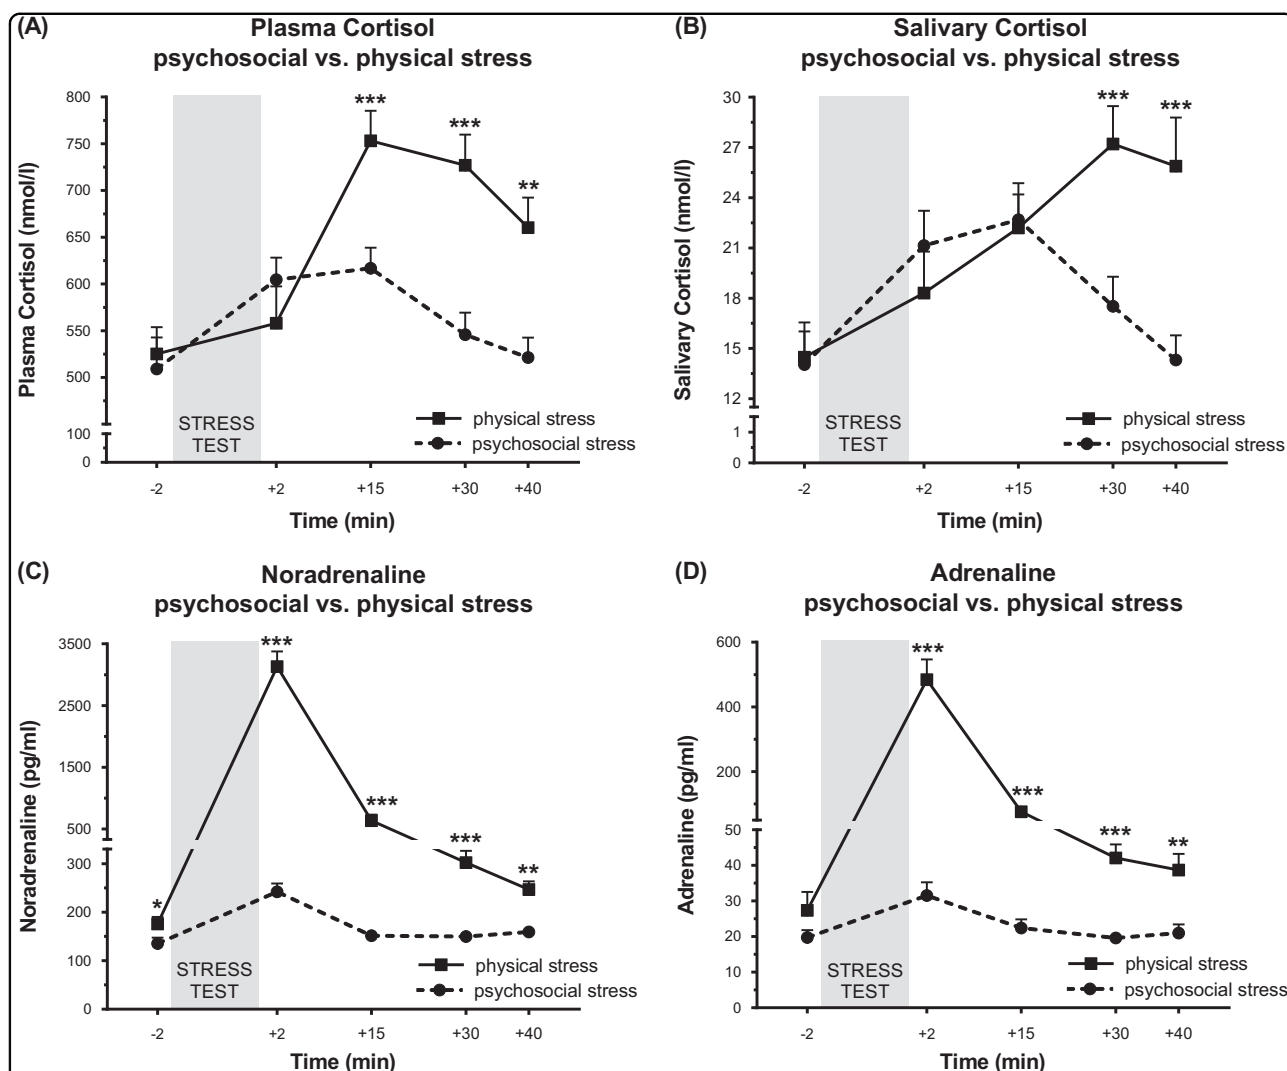 (A)
Plasma Cortisol
psychosocial vs. physical stress
Plasma Cortisol (nmol/l)
800
750
700
650
600
550
500
100
0
***
***
**
STRESS
TEST
physical stress
psychosocial stress
-2 +2 +15 +30 +40
Time (min)
(B)
Salivary Cortisol
psychosocial vs. physical stress
Salivary Cortisol (nmol/l)
30
27
24
21
18
15
12
1
0
***
***
STRESS
TEST
physical stress
psychosocial stress
-2 +2 +15 +30 +40
Time (min)
(C)
Noradrenaline
psychosocial vs. physical stress
Noradrenaline (pg/ml)
3500
2500
1500
500
300
200
100
0
*
***
***
***
**
STRESS
TEST
physical stress
psychosocial stress
-2 +2 +15 +30 +40
Time (min)
(D)
Adrenaline
psychosocial vs. physical stress
Adrenaline (pg/ml)
600
400
200
50
40
30
20
10
0
***
***
***
**
STRESS
TEST
physical stress
psychosocial stress
-2 +2 +15 +30 +40
Time (min)